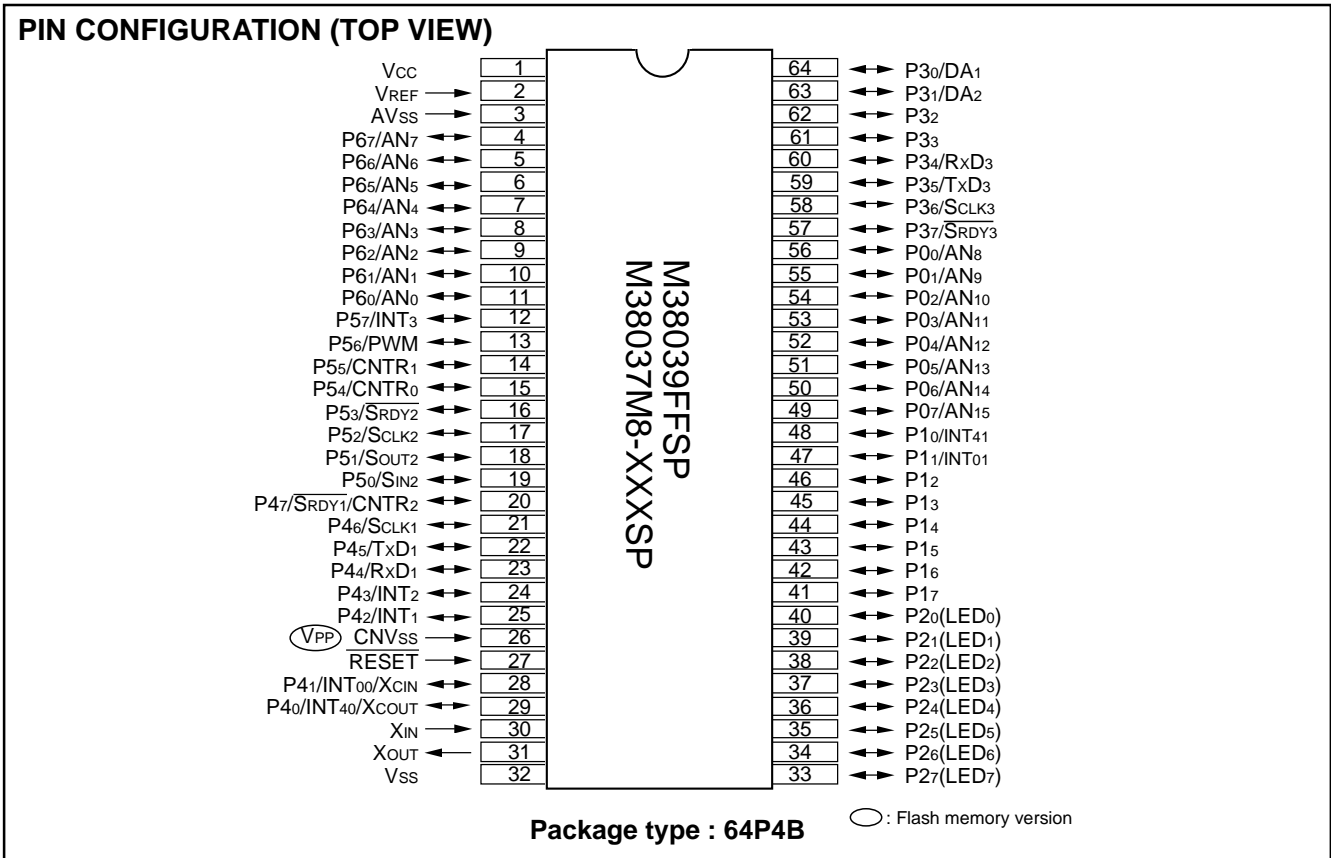 PIN CONFIGURATION (TOP VIEW)
VCC 1 64 P30/DA1
VREF 2 63 P31/DA2
AVSS 3 62 P32
P67/AN7 4 61 P33
P66/AN6 5 60 P34/RXD3
P65/AN5 6 59 P35/TXD3
P64/AN4 7 58 P36/SCLK3
P63/AN3 8 57 P37/SRDY3
P62/AN2 9 56 P00/AN8
P61/AN1 10 55 P01/AN9
P60/AN0 11 54 P02/AN10
P57/INT3 12 53 P03/AN11
P56/PWM 13 52 P04/AN12
P55/CNTR1 14 51 P05/AN13
P54/CNTR0 15 50 P06/AN14
P53/SRDY2 16 49 P07/AN15
P52/SCLK2 17 48 P10/INT41
P51/SOUT2 18 47 P11/INT01
P50/SIN2 19 46 P12
P47/SRDY1/CNTR2 20 45 P13
P46/SCLK1 21 44 P14
P45/TXD1 22 43 P15
P44/RXD1 23 42 P16
P43/INT2 24 41 P17
P42/INT1 25 40 P20(LED0)
VPP CNVSS 26 39 P21(LED1)
RESET 27 38 P22(LED2)
P41/INT00/XCIN 28 37 P23(LED3)
P40/INT40/XCOUT 29 36 P24(LED4)
XIN 30 35 P25(LED5)
XOUT 31 34 P26(LED6)
VSS 32 33 P27(LED7)
M38039FFSP
M38037M8-XXXSP
Package type : 64P4B
: Flash memory version